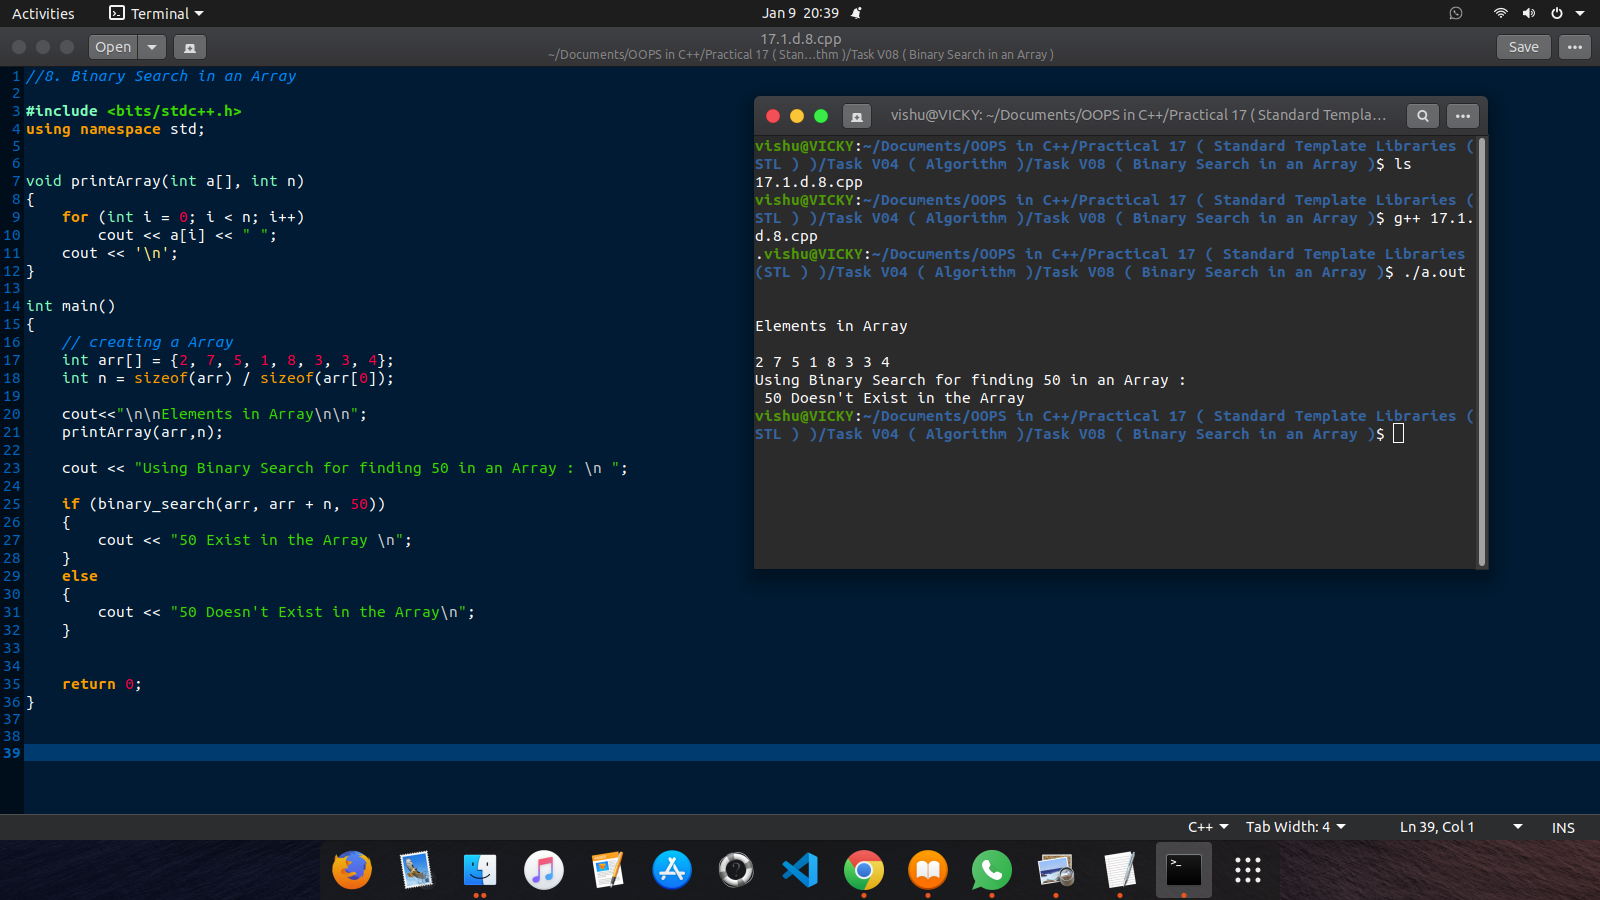 Activities Terminal Jan 9 20:39
Open 17.1.d.8.cpp Save
~/Documents/OOPS in C++/Practical 17 ( Stan...thm )/Task V08 ( Binary Search in an Array )
1 //8. Binary Search in an Array
2
3 #include <bits/stdc++.h>
4 using namespace std;
5
6
7 void printArray(int a[], int n)
8 {
9     for (int i = 0; i < n; i++)
10         cout << a[i] << " ";
11     cout << '\n';
12 }
13
14 int main()
15 {
16     // creating a Array
17     int arr[] = {2, 7, 5, 1, 8, 3, 3, 4};
18     int n = sizeof(arr) / sizeof(arr[0]);
19
20     cout<<"\n\nElements in Array\n\n";
21     printArray(arr,n);
22
23     cout << "Using Binary Search for finding 50 in an Array : \n ";
24
25     if (binary_search(arr, arr + n, 50))
26     {
27         cout << "50 Exist in the Array \n";
28     }
29     else
30     {
31         cout << "50 Doesn't Exist in the Array\n";
32     }
33
34
35     return 0;
36 }
37
38
39
vishu@VICKY: ~/Documents/OOPS in C++/Practical 17 ( Standard Templa...
vishu@VICKY:~/Documents/OOPS in C++/Practical 17 ( Standard Template Libraries (
STL ) )/Task V04 ( Algorithm )/Task V08 ( Binary Search in an Array )$ ls
17.1.d.8.cpp
vishu@VICKY:~/Documents/OOPS in C++/Practical 17 ( Standard Template Libraries (
STL ) )/Task V04 ( Algorithm )/Task V08 ( Binary Search in an Array )$ g++ 17.1.
d.8.cpp
.vishu@VICKY:~/Documents/OOPS in C++/Practical 17 ( Standard Template Libraries
(STL ) )/Task V04 ( Algorithm )/Task V08 ( Binary Search in an Array )$ ./a.out
Elements in Array
2 7 5 1 8 3 3 4
Using Binary Search for finding 50 in an Array :
 50 Doesn't Exist in the Array
vishu@VICKY:~/Documents/OOPS in C++/Practical 17 ( Standard Template Libraries (
STL ) )/Task V04 ( Algorithm )/Task V08 ( Binary Search in an Array )$
C++ Tab Width: 4 Ln 39, Col 1 INS